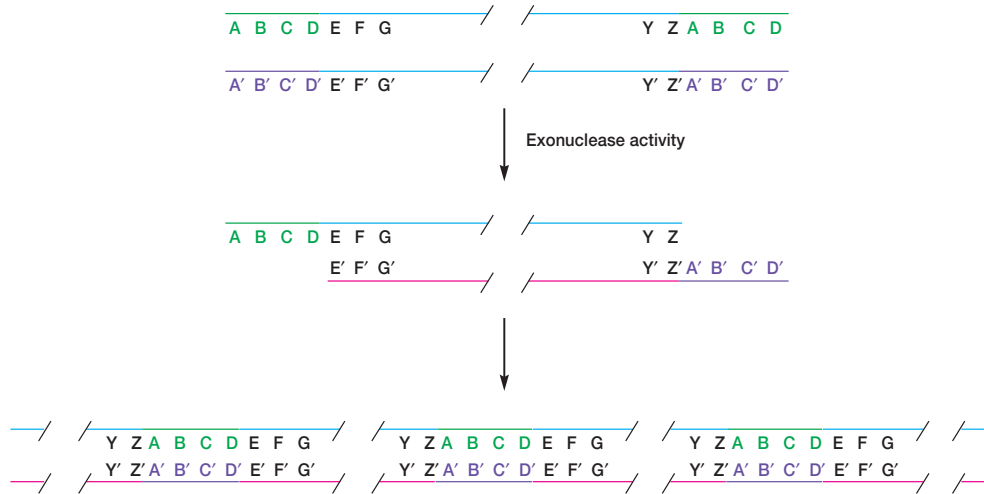 A B C D E F G Y Z A B C D
A′ B′ C′ D′ E′ F′ G′ Y′ Z′ A′ B′ C′ D′
Exonuclease activity
A B C D E F G Y Z
E′ F′ G′ Y′ Z′ A′ B′ C′ D′
Y Z A B C D E F G Y Z A B C D E F G Y Z A B C D E F G
Y′ Z′ A′ B′ C′ D′ E′ F′ G′ Y′ Z′ A′ B′ C′ D′ E′ F′ G′ Y′ Z′ A′ B′ C′ D′ E′ F′ G′